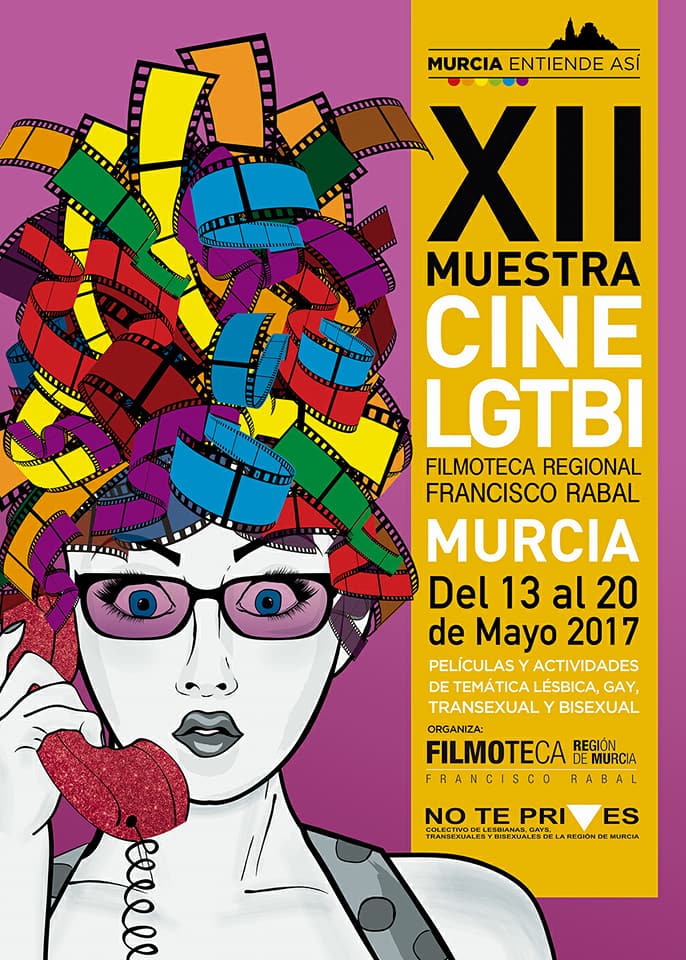 MURCIA ENTIENDE ASÍ
XII
MUESTRA
CINE
LGTBI
FILMOTECA REGIONAL
FRANCISCO RABAL
MURCIA
Del 13 al 20
de Mayo 2017
PELÍCULAS Y ACTIVIDADES
DE TEMÁTICA LÉSBICA, GAY,
TRANSEXUAL Y BISEXUAL
ORGANIZA:
FILMOTECA REGIÓN
DE MURCIA
FRANCISCO RABAL
NO TE PRIVES
COLECTIVO DE LESBIANAS, GAYS,
TRANSEXUALES Y BISEXUALES DE LA REGIÓN DE MURCIA